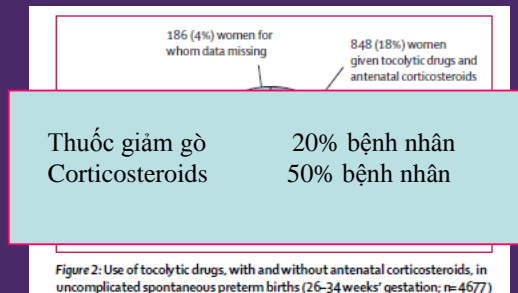 186 (4%) women for
whom data missing
848 (18%) women
given tocolytic drugs and
antenatal corticosteroids
Thuốc giảm gò 20% bệnh nhân
Corticosteroids 50% bệnh nhân
Figure 2: Use of tocolytic drugs, with and without antenatal corticosteroids, in
uncomplicated spontaneous preterm births (26–34 weeks' gestation; n=4677)